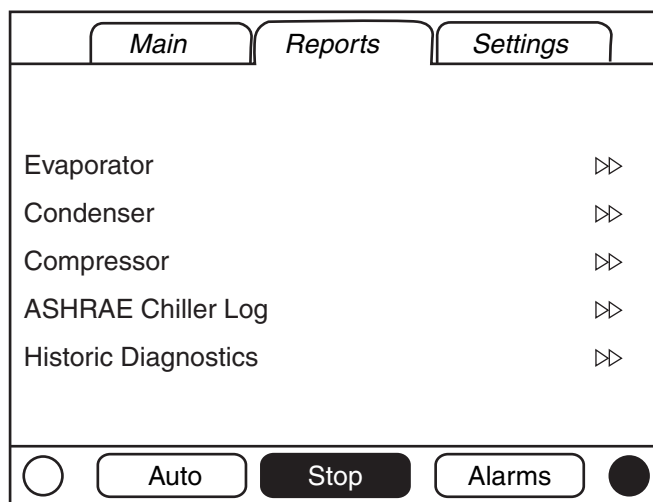 Main Reports Settings
Evaporator
Condenser
Compressor
ASHRAE Chiller Log
Historic Diagnostics
Auto Stop Alarms